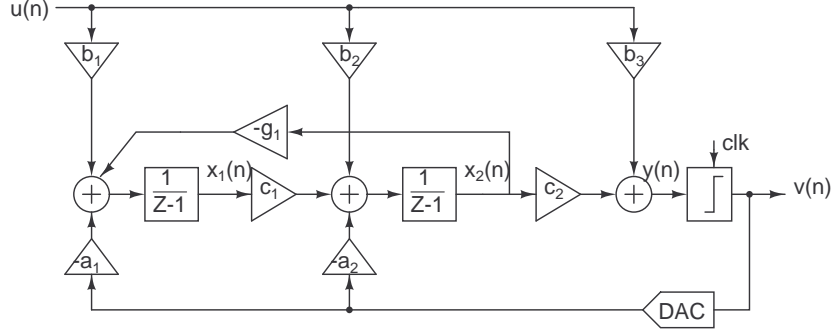 u(n)
b₁
b₂
b₃
-g₁
clk
x₁(n)
x₂(n)
y(n)
1
Z-1
c₁
1
Z-1
c₂
v(n)
-a₁
-a₂
DAC